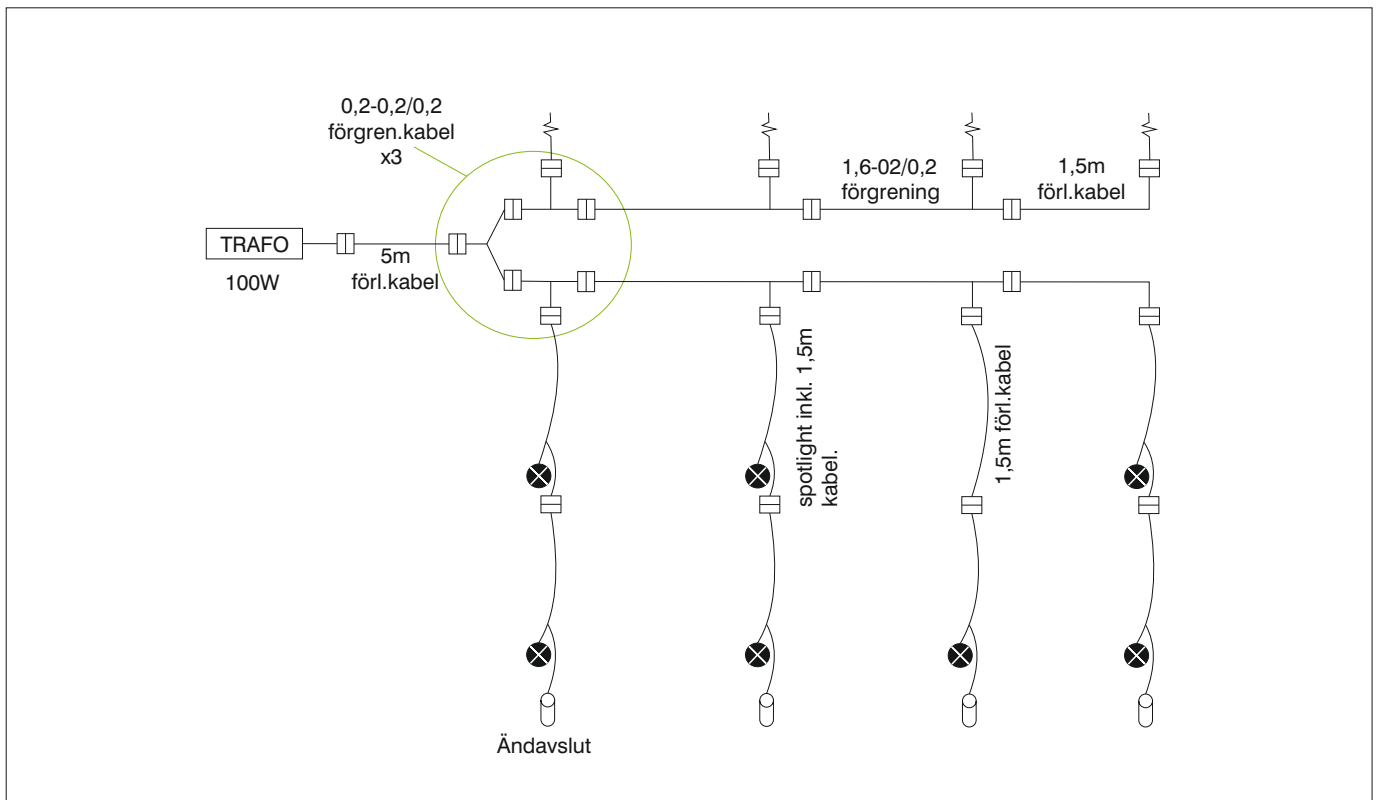 0,2-0,2/0,2
förgren.kabel
x3
1,6-02/0,2
förgrening
1,5m
förl.kabel
TRAFO
100W
5m
förl.kabel
spotlight inkl. 1,5m
kabel.
1,5m förl.kabel
Ändavslut